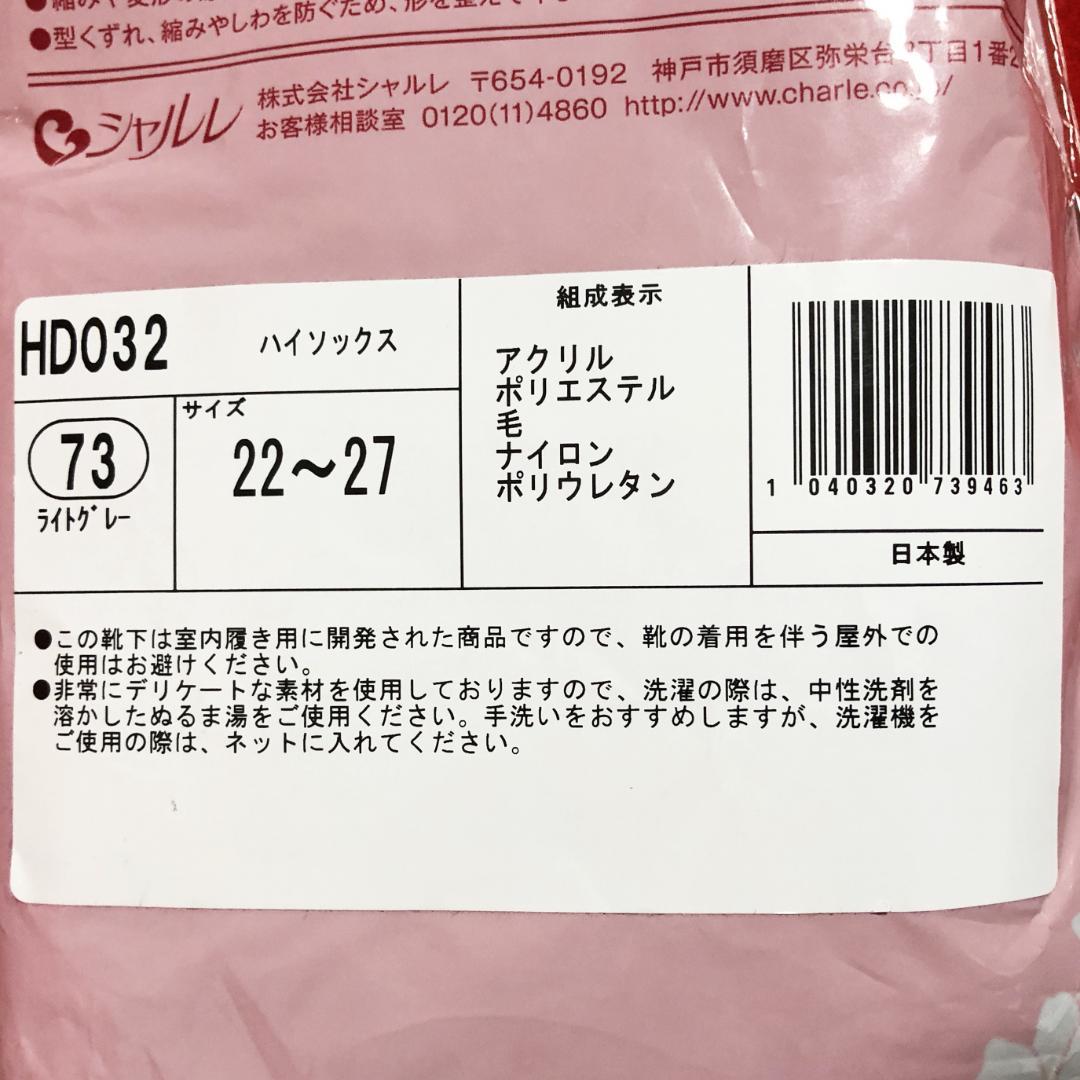 ●型くずれ、縮みやしわを防ぐため、形を整えて
シャルレ
株式会社シャルレ 〒654-0192 神戸市須磨区弥栄台3丁目1番2
お客様相談室 0120(11)4860 http://www.charle.co.jp/
HD032 ハイソックス
73
ライトグレー
サイズ
22～27
組成表示
アクリル
ポリエステル
毛
ナイロン
ポリウレタン
1 040320 739463
日本製
●この靴下は室内履き用に開発された商品ですので、靴の着用を伴う屋外での
使用はお避けください。
●非常にデリケートな素材を使用しておりますので、洗濯の際は、中性洗剤を
溶かしたぬるま湯をご使用ください。手洗いをおすすめしますが、洗濯機を
ご使用の際は、ネットに入れてください。